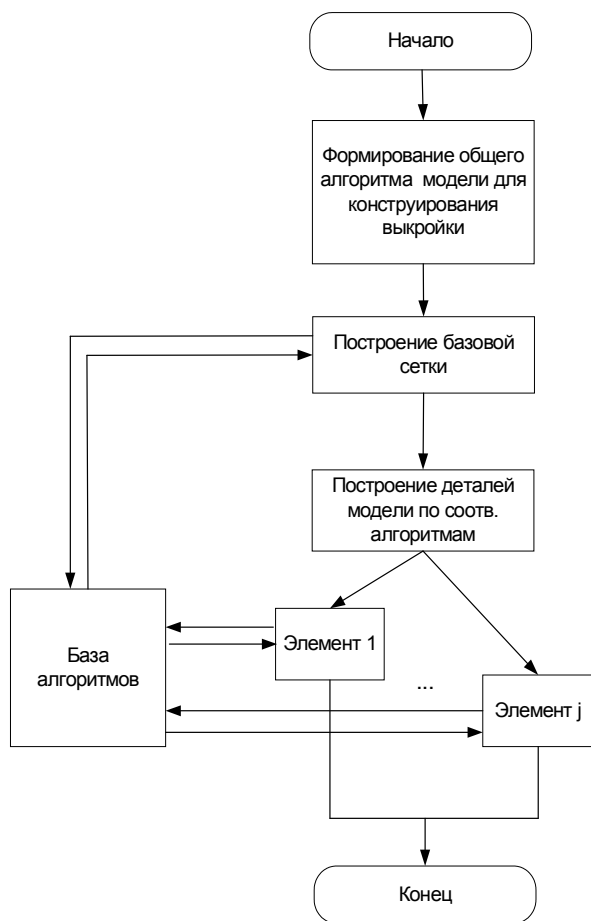 Начало
Формирование общего
алгоритма модели для
конструирования
выкройки
Построение базовой
сетки
Построение деталей
модели по соотв.
алгоритмам
База
алгоритмов
Элемент 1
...
Элемент j
Конец